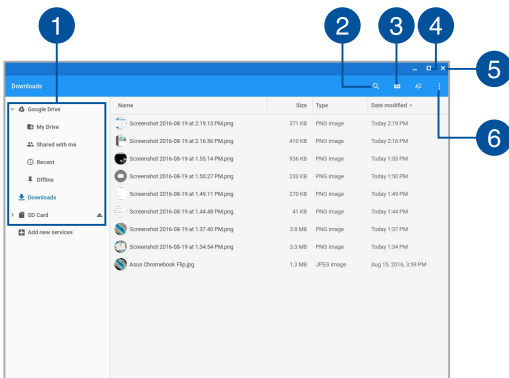 1
2
3
4
5
6
Downloads
Google Drive
My Drive
Shared with me
Recent
Offline
Downloads
SD Card
Add new services
Name Size Type Date modified
Screenshot 2016-08-19 at 2.19.13 PM.png 371 KB PNG image Today 2:19 PM
Screenshot 2016-08-19 at 2.16.56 PM.png 410 KB PNG image Today 2:16 PM
Screenshot 2016-08-19 at 1.55.14 PM.png 936 KB PNG image Today 1:55 PM
Screenshot 2016-08-19 at 1.50.27 PM.png 233 KB PNG image Today 1:50 PM
Screenshot 2016-08-19 at 1.49.11 PM.png 270 KB PNG image Today 1:49 PM
Screenshot 2016-08-19 at 1.44.48 PM.png 41 KB PNG image Today 1:44 PM
Screenshot 2016-08-19 at 1.37.40 PM.png 3.8 MB PNG image Today 1:37 PM
Screenshot 2016-08-19 at 1.34.54 PM.png 3.3 MB PNG image Today 1:34 PM
Asus Chromebook Flip.jpg 1.3 MB JPEG image Aug 15, 2016, 3:59 PM